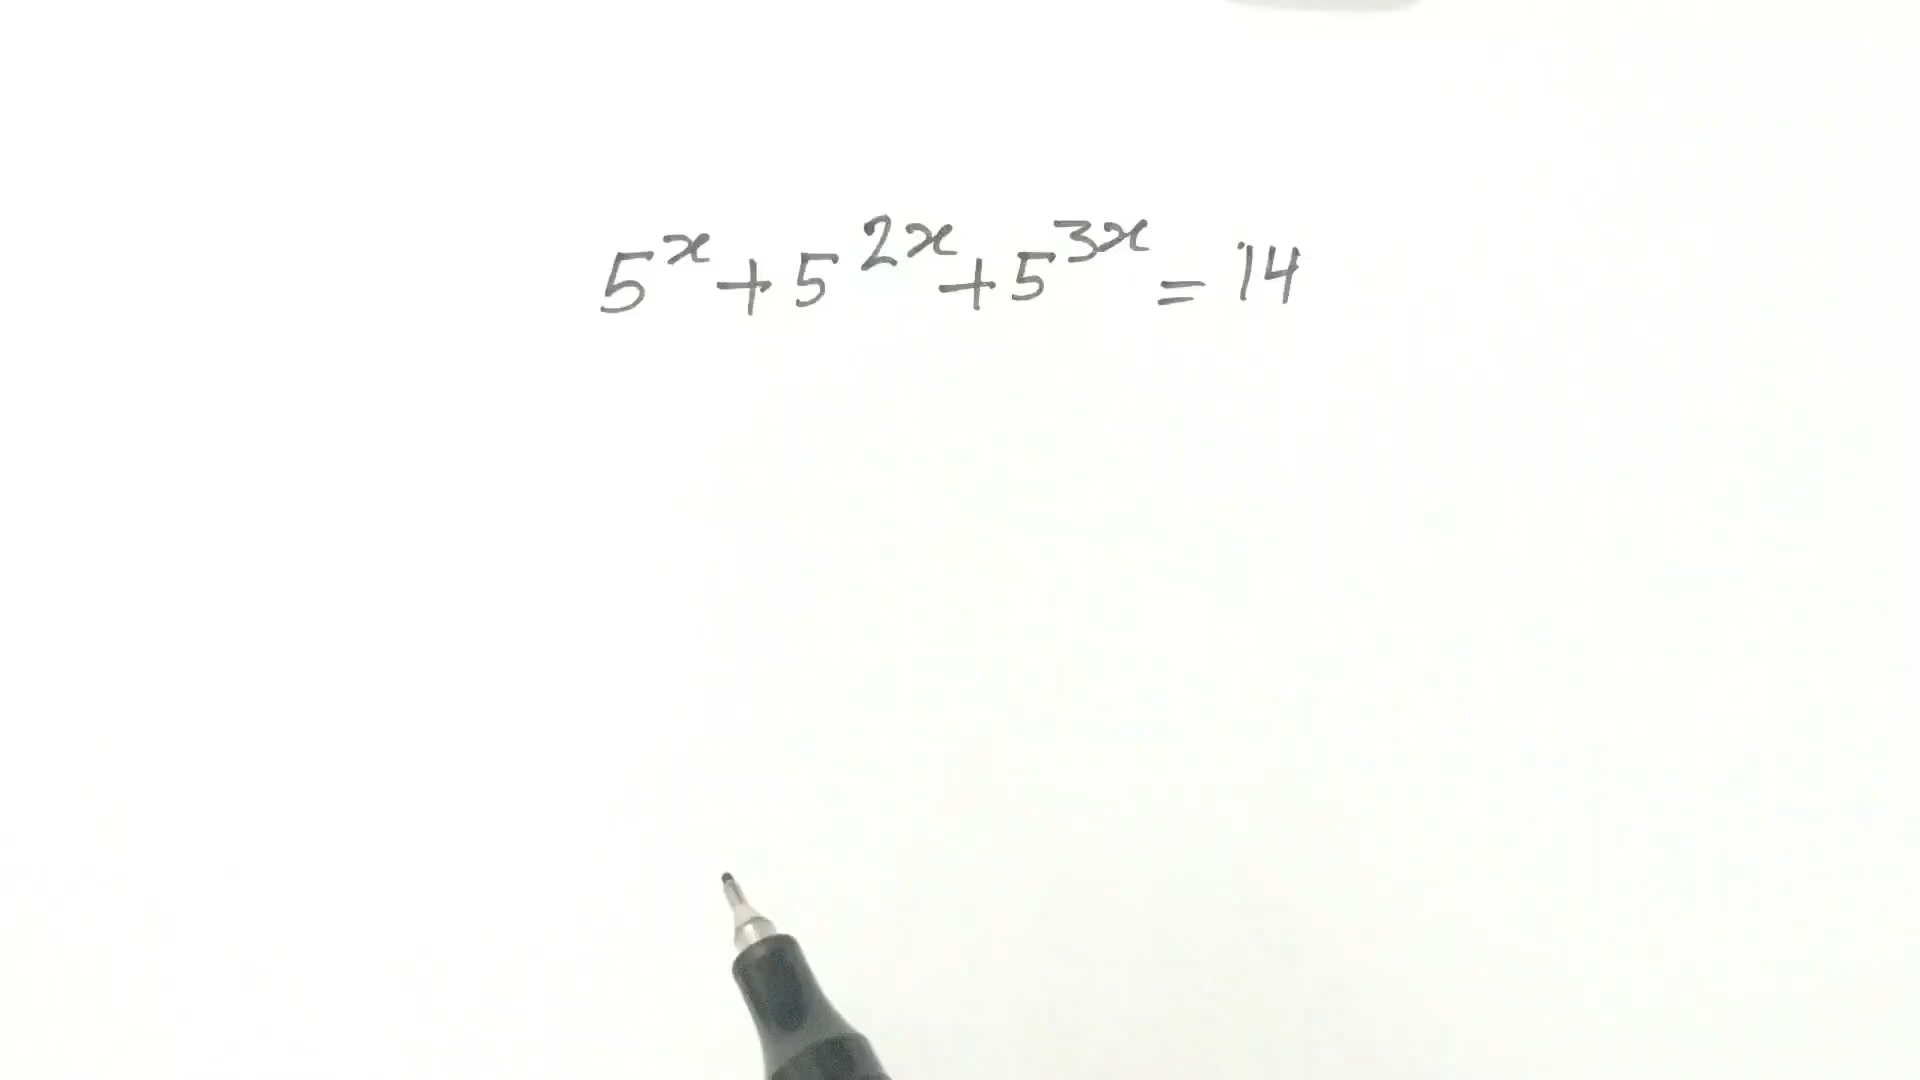 5^x + 5^2x + 5^3x = 14